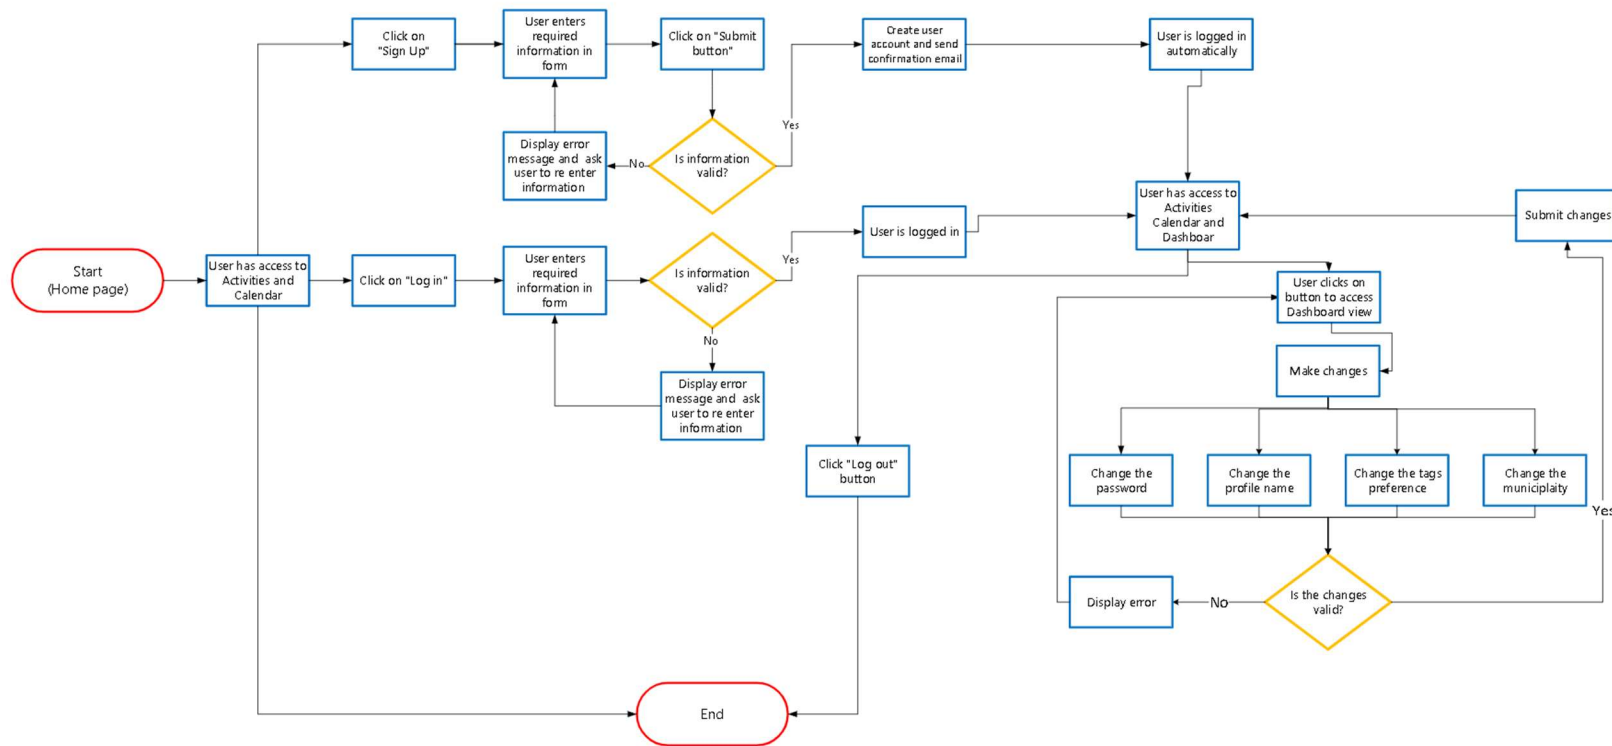 Click on
"Sign Up"
User enters
required
information in
form
Click on "Submit
button"
Create user
account and send
confirmation email
User is logged in
automatically
Yes
Display error
message and ask
user to re enter
information
No
Is information
valid?
User has access to
Activities
Calendar and
Dashboar
Submit changes
User is logged in
Start
(Home page)
User has access to
Activities and
Calendar
Click on "Log in"
User enters
required
information in
form
Is information
valid?
Yes
User clicks on
button to access
Dashboard view
No
Make changes
Display error
message and ask
user to re enter
information
Click "Log out"
button
Change the
password
Change the
profile name
Change the tags
preference
Change the
municiplaity
Yes
Display error
No
Is the changes
valid?
End